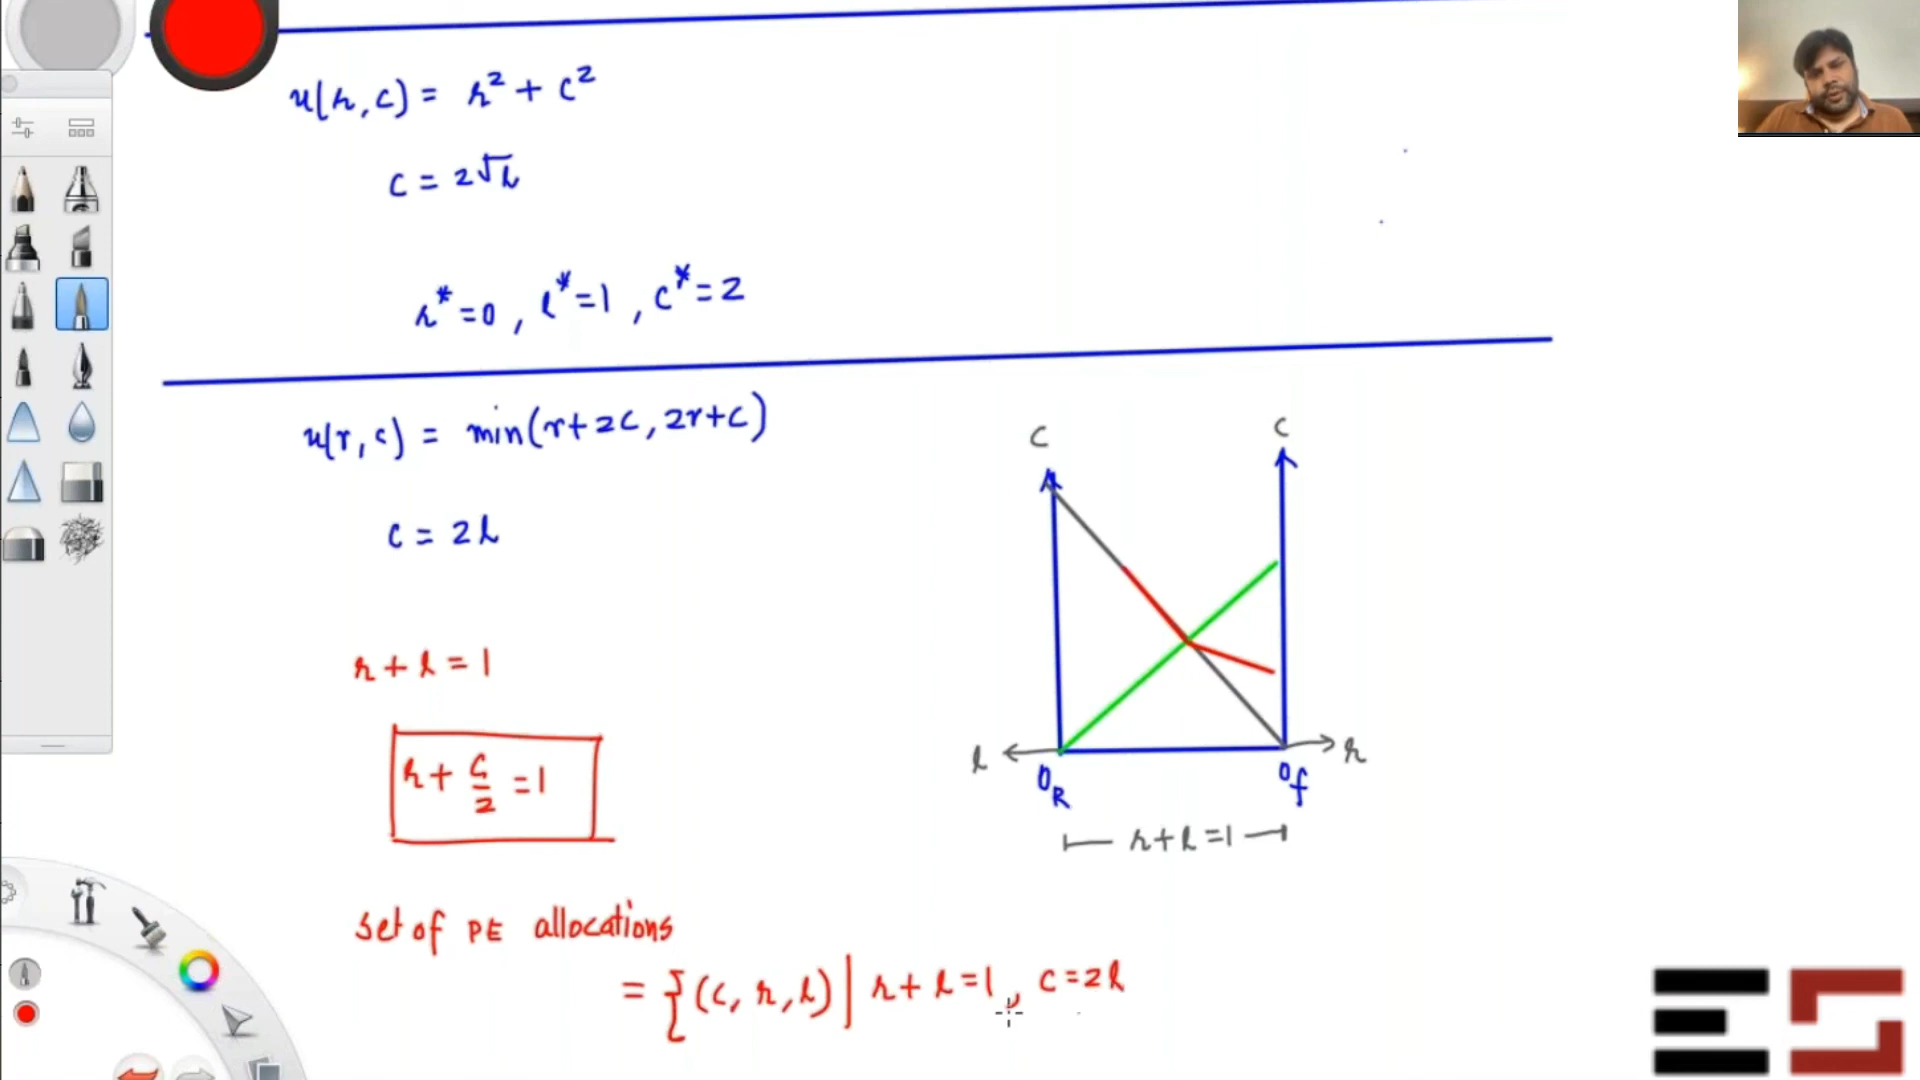 u(r,c) = r² + c²
c = 2√l
r* = 0 , l* = 1 , c* = 2
u(r,c) = min(r+2c, 2r+c)
c = 2l
r + l = 1
r + c/2 = 1
set of PE allocations
= {(c, r, l) | r + l = 1, c = 2l
c
c
l
r
O_R
O_f
r + l = 1
ES